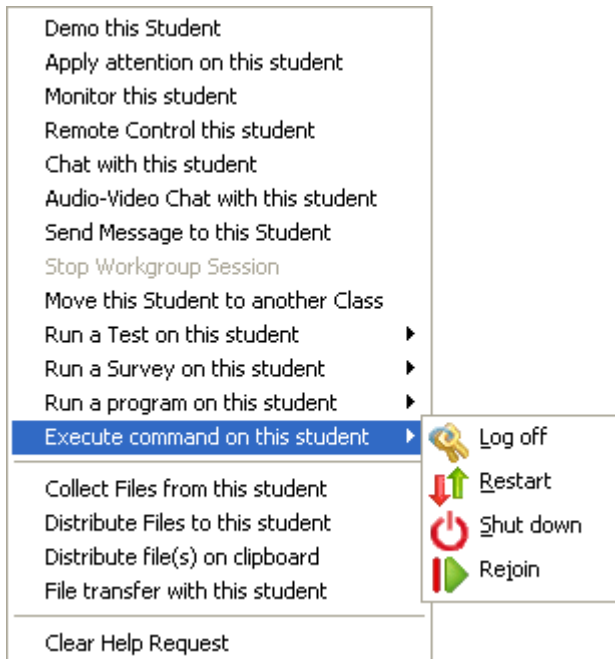 Demo this Student
Apply attention on this student
Monitor this student
Remote Control this student
Chat with this student
Audio-Video Chat with this student
Send Message to this Student
Stop Workgroup Session
Move this Student to another Class
Run a Test on this student
Run a Survey on this student
Run a program on this student
Execute command on this student
Log off
Restart
Shut down
Rejoin
Collect Files from this student
Distribute Files to this student
Distribute file(s) on clipboard
File transfer with this student
Clear Help Request